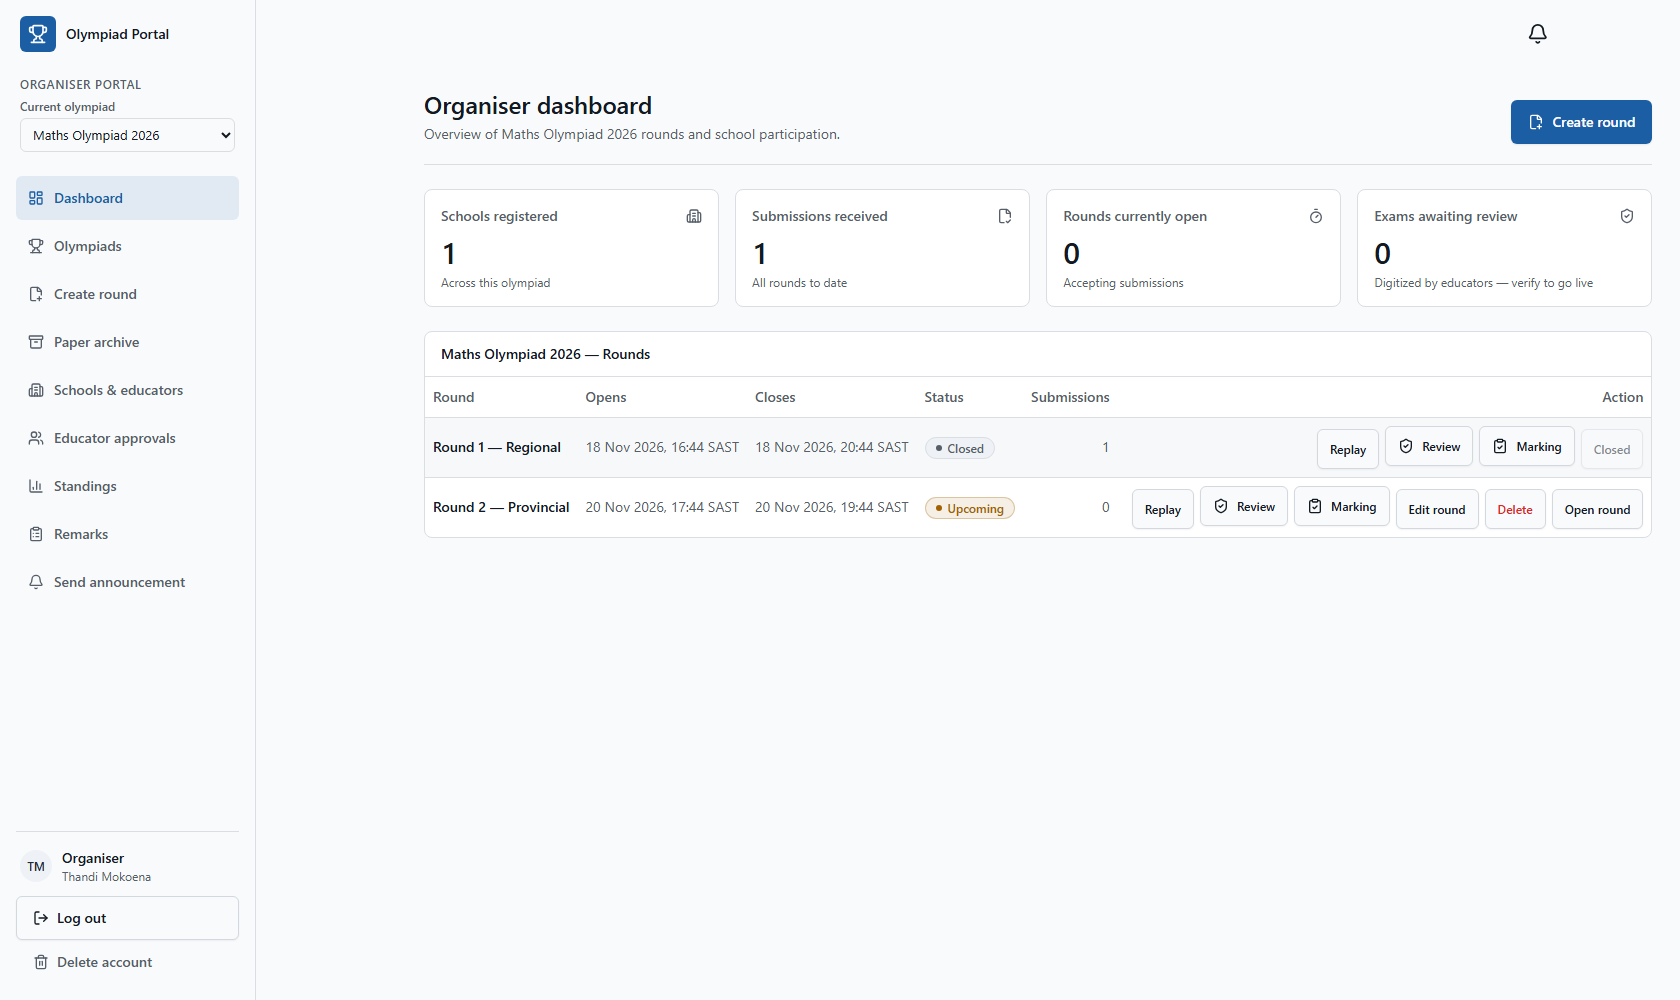 Olympiad Portal
ORGANISER PORTAL
Current olympiad
Maths Olympiad 2026
Dashboard
Olympiads
Create round
Paper archive
Schools & educators
Educator approvals
Standings
Remarks
Send announcement
TM
Organiser
Thandi Mokoena
Log out
Delete account
Organiser dashboard
Overview of Maths Olympiad 2026 rounds and school participation.
Create round
Schools registered
1
Across this olympiad
Submissions received
1
All rounds to date
Rounds currently open
0
Accepting submissions
Exams awaiting review
0
Digitized by educators — verify to go live
Maths Olympiad 2026 — Rounds
Round Opens Closes Status Submissions Action
Round 1 — Regional 18 Nov 2026, 16:44 SAST 18 Nov 2026, 20:44 SAST Closed 1 Replay Review Marking Closed
Round 2 — Provincial 20 Nov 2026, 17:44 SAST 20 Nov 2026, 19:44 SAST Upcoming 0 Replay Review Marking Edit round Delete Open round